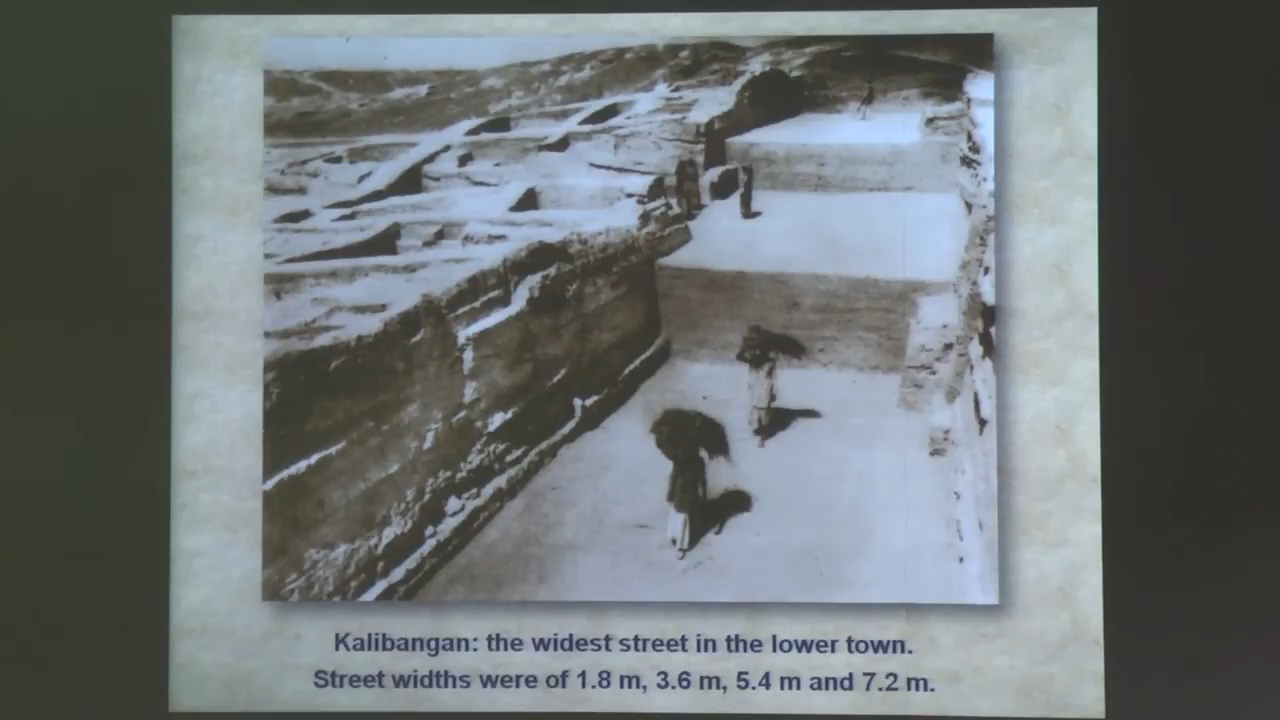 Kalibangan: the widest street in the lower town.
Street widths were of 1.8 m, 3.6 m, 5.4 m and 7.2 m.